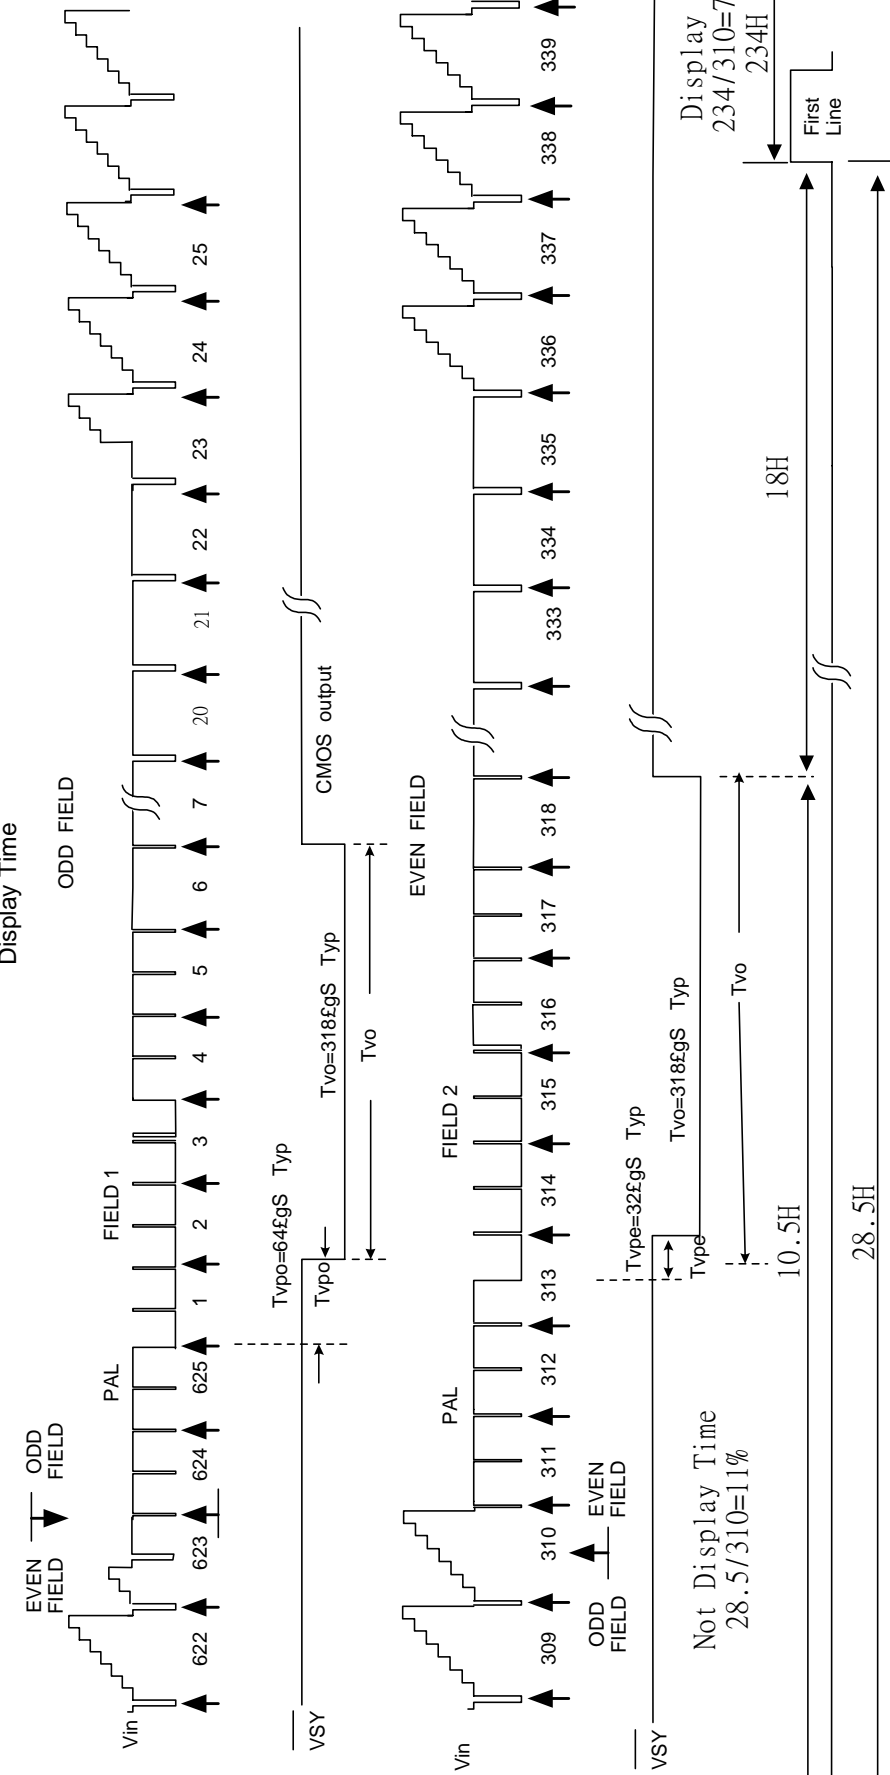 Display Time
ODD FIELD
EVEN FIELD
ODD FIELD
PAL
FIELD 1
Vin
622
623
624
625
1
2
3
4
5
6
7
20
21
22
23
24
25
VSY
Tvpo=64£gS Typ
Tvpo
Tvo=318£gS Typ
Tvo
CMOS output
EVEN FIELD
PAL
FIELD 2
Vin
309
310
311
312
313
314
315
316
317
318
333
334
335
336
337
338
339
ODD FIELD
EVEN FIELD
VSY
Tvpe=32£gS Typ
Tvpe
Tvo=318£gS Typ
Tvo
Not Display Time
28.5/310=11%
Display
234/310=7
234H
10.5H
18H
First
Line
28.5H